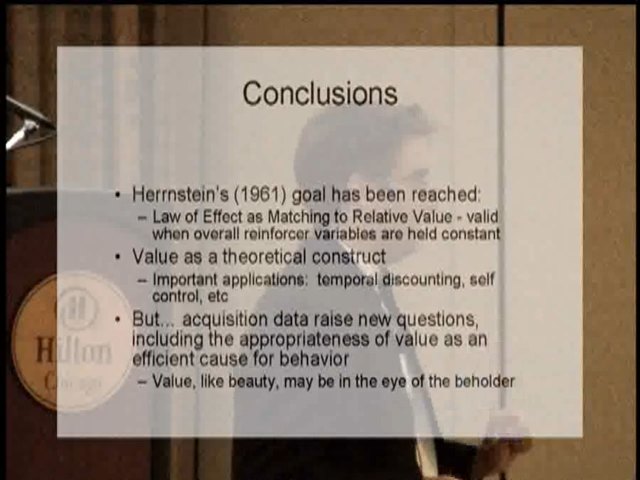 Conclusions
• Herrnstein's (1961) goal has been reached:
– Law of Effect as Matching to Relative Value - valid
when overall reinforcer variables are held constant
• Value as a theoretical construct
– Important applications: temporal discounting, self
control, etc
• But... acquisition data raise new questions,
including the appropriateness of value as an
efficient cause for behavior
– Value, like beauty, may be in the eye of the beholder
Hilton
Chicago